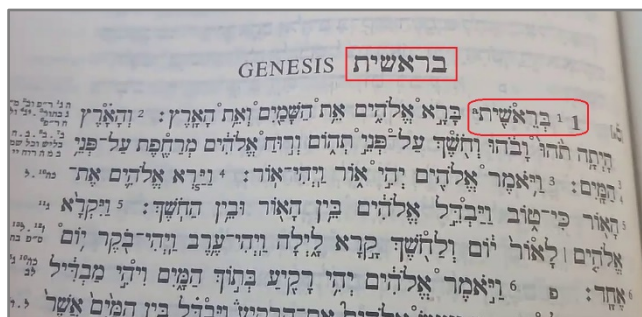 GENESIS בראשית
1 ¹ בְּרֵאשִׁ֖ית בָּרָ֣א אֱלֹהִ֑ים אֵ֥ת הַשָּׁמַ֖יִם וְאֵ֥ת הָאָֽרֶץ׃ ² וְהָאָ֗רֶץ
הָיְתָ֥ה תֹ֙הוּ֙ וָבֹ֔הוּ וְחֹ֖שֶׁךְ עַל־פְּנֵ֣י תְה֑וֹם וְר֣וּחַ אֱלֹהִ֔ים מְרַחֶ֖פֶת עַל־פְּנֵ֥י
הַמָּֽיִם׃ ³ וַיֹּ֥אמֶר אֱלֹהִ֖ים יְהִ֣י א֑וֹר וַֽיְהִי־אֽוֹר׃ ⁴ וַיַּ֧רְא אֱלֹהִ֛ים אֶת־
הָא֖וֹר כִּי־ט֑וֹב וַיַּבְדֵּ֣ל אֱלֹהִ֔ים בֵּ֥ין הָא֖וֹר וּבֵ֥ין הַחֹֽשֶׁךְ׃ ⁵ וַיִּקְרָ֨א
אֱלֹהִ֤ים ׀ לָאוֹר֙ י֔וֹם וְלַחֹ֖שֶׁךְ קָ֣רָא לָ֑יְלָה וַֽיְהִי־עֶ֥רֶב וַֽיְהִי־בֹ֖קֶר י֥וֹם
אֶחָֽד׃ פ ⁶ וַיֹּ֣אמֶר אֱלֹהִ֔ים יְהִ֥י רָקִ֖יעַ בְּת֣וֹךְ הַמָּ֑יִם וִיהִ֣י מַבְדִּ֔יל